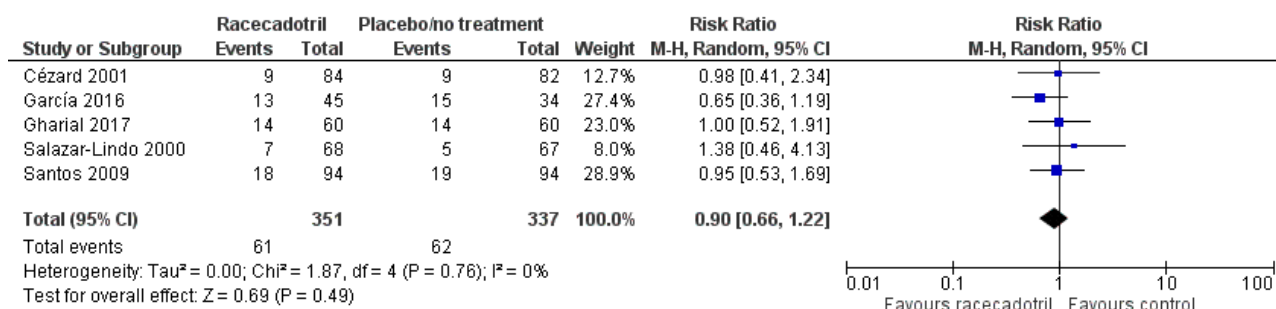 Racecadotril Placebo/no treatment Risk Ratio Risk Ratio
Study or Subgroup Events Total Events Total Weight M-H, Random, 95% CI M-H, Random, 95% CI
Cézard 2001 9 84 9 82 12.7% 0.98 [0.41, 2.34]
García 2016 13 45 15 34 27.4% 0.65 [0.36, 1.19]
Gharial 2017 14 60 14 60 23.0% 1.00 [0.52, 1.91]
Salazar-Lindo 2000 7 68 5 67 8.0% 1.38 [0.46, 4.13]
Santos 2009 18 94 19 94 28.9% 0.95 [0.53, 1.69]
Total (95% CI) 351 337 100.0% 0.90 [0.66, 1.22]
Total events 61 62
Heterogeneity: Tau² = 0.00; Chi² = 1.87, df = 4 (P = 0.76); I² = 0%
Test for overall effect: Z = 0.69 (P = 0.49)
0.01 0.1 1 10 100
Favours racecadotril Favours control